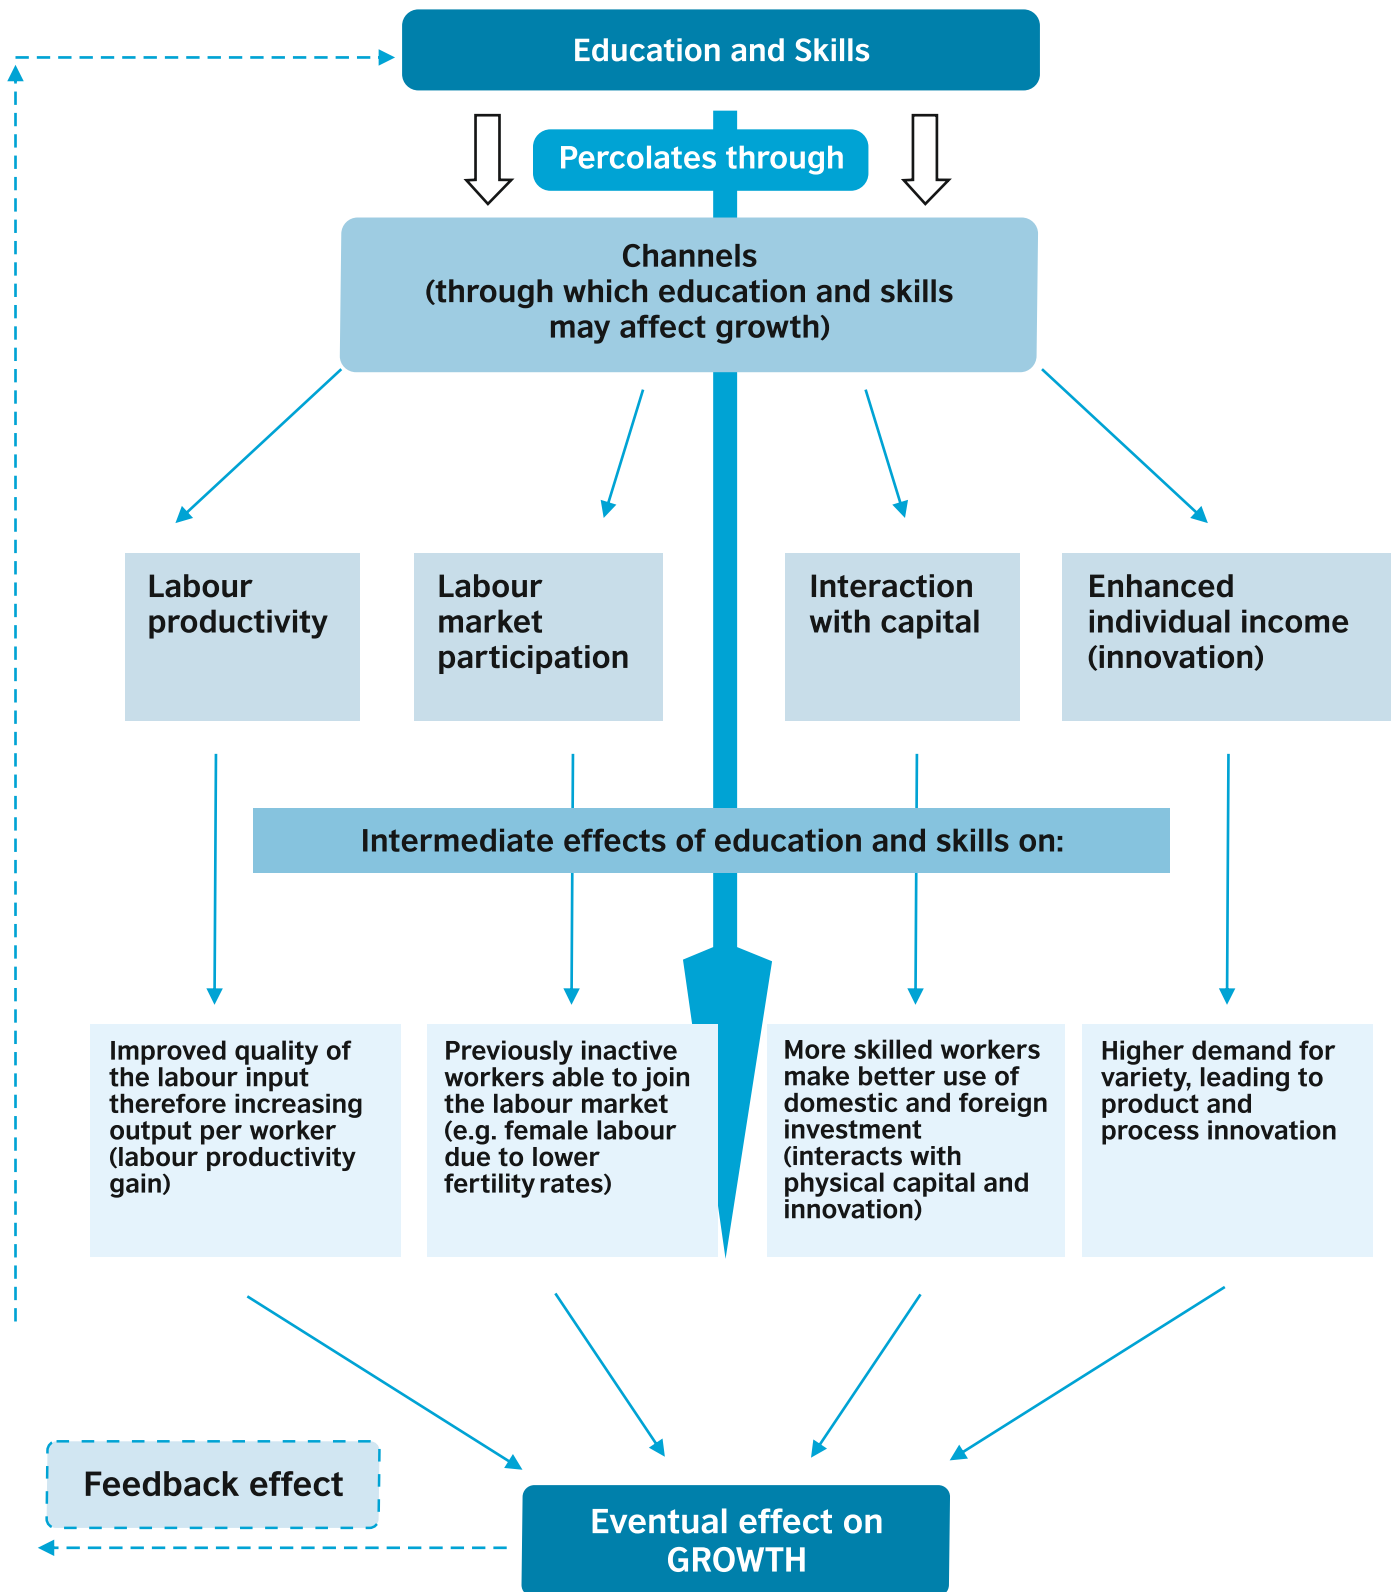 Education and Skills
Percolates through
Channels
(through which education and skills
may affect growth)
Labour
productivity
Labour
market
participation
Interaction
with capital
Enhanced
individual income
(innovation)
Intermediate effects of education and skills on:
Improved quality of
the labour input
therefore increasing
output per worker
(labour productivity
gain)
Previously inactive
workers able to join
the labour market
(e.g. female labour
due to lower
fertility rates)
More skilled workers
make better use of
domestic and foreign
investment
(interacts with
physical capital and
innovation)
Higher demand for
variety, leading to
product and
process innovation
Feedback effect
Eventual effect on
GROWTH